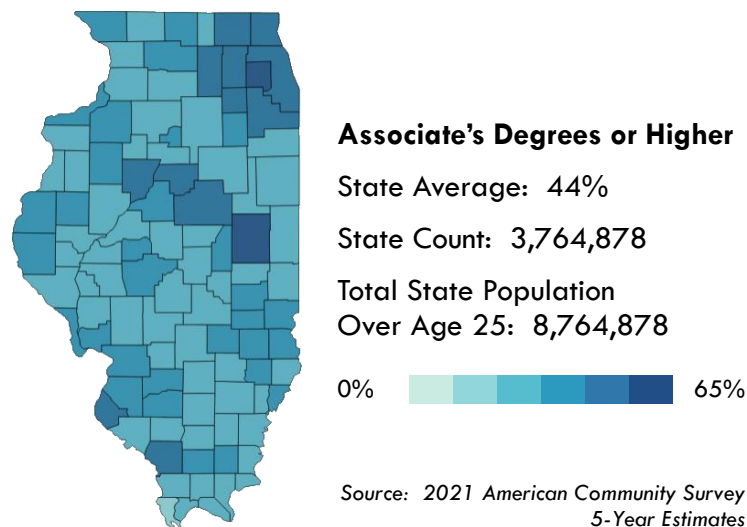 Associate's Degrees or Higher
State Average: 44%
State Count: 3,764,878
Total State Population
Over Age 25: 8,764,878
0% 65%
Source: 2021 American Community Survey
5-Year Estimates